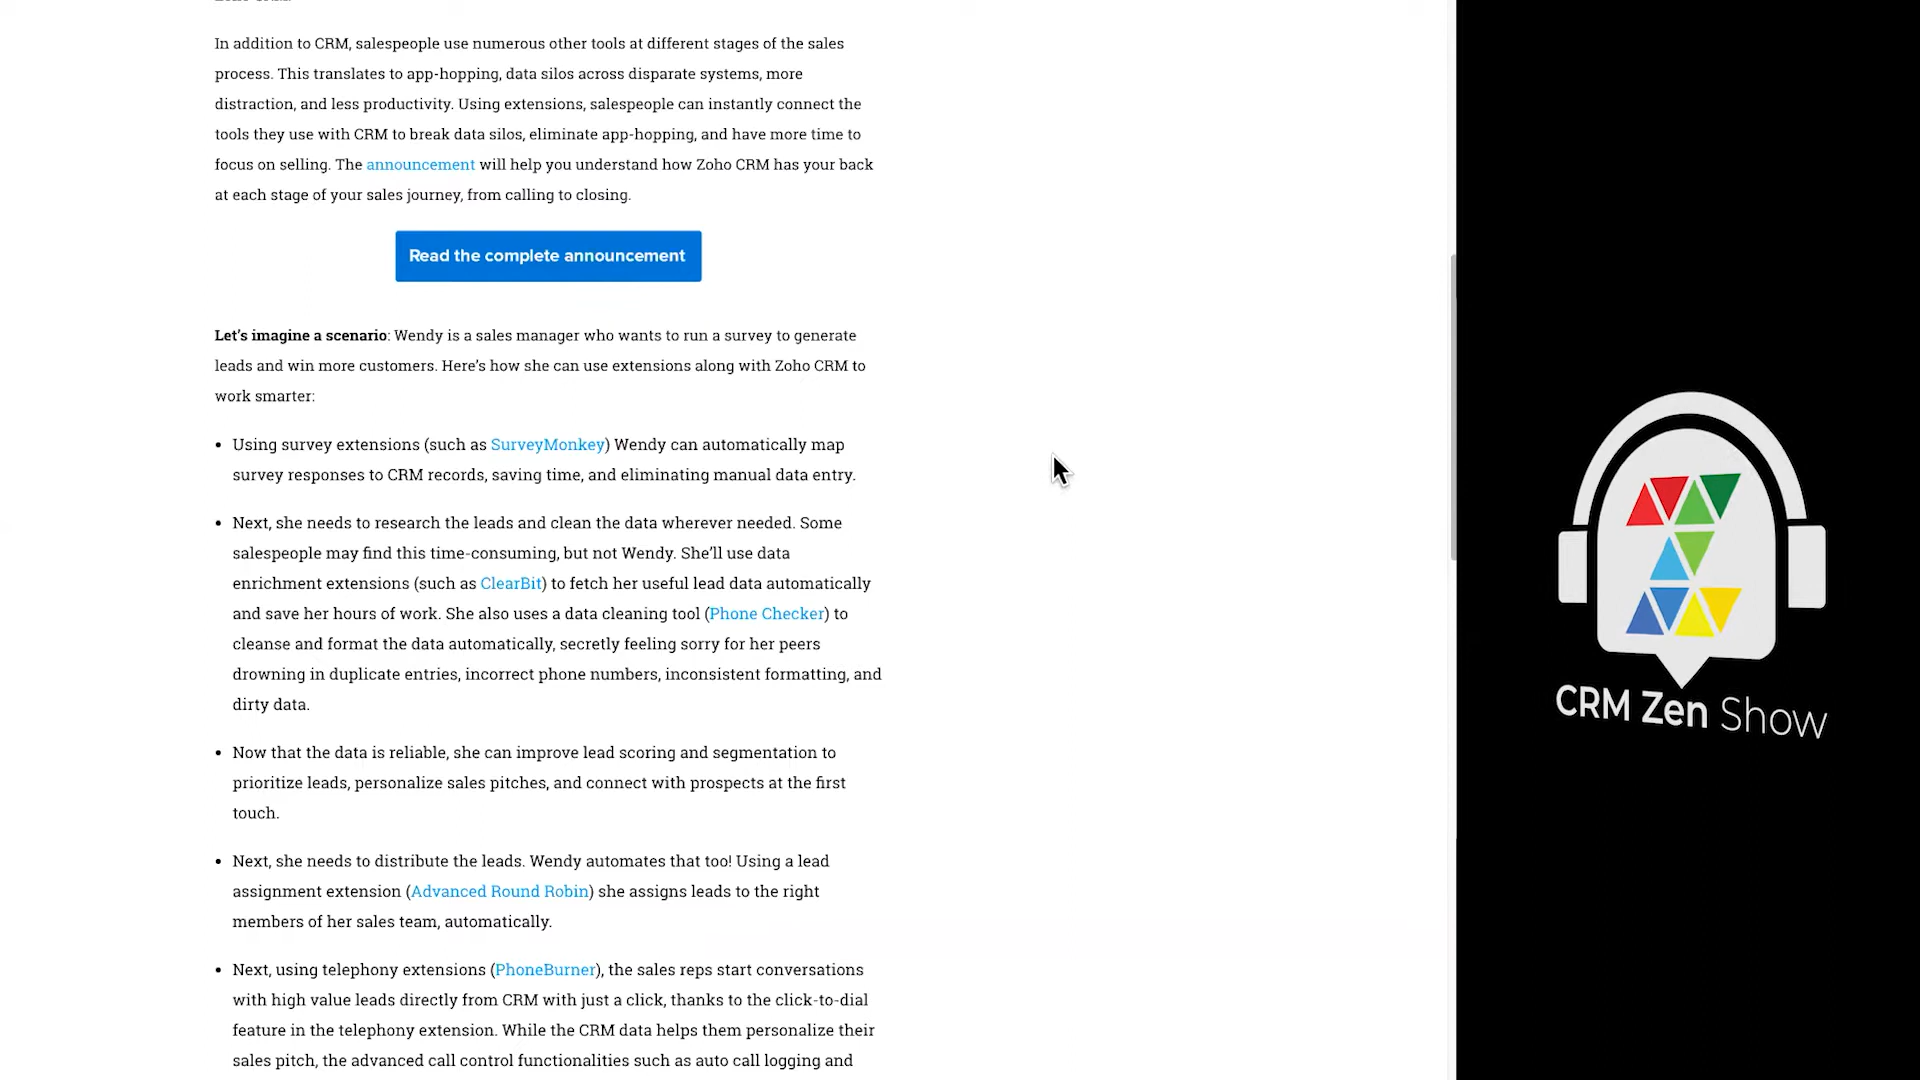 In addition to CRM, salespeople use numerous other tools at different stages of the sales
process. This translates to app-hopping, data silos across disparate systems, more
distraction, and less productivity. Using extensions, salespeople can instantly connect the
tools they use with CRM to break data silos, eliminate app-hopping, and have more time to
focus on selling. The announcement will help you understand how Zoho CRM has your back
at each stage of your sales journey, from calling to closing.
Read the complete announcement
Let’s imagine a scenario: Wendy is a sales manager who wants to run a survey to generate
leads and win more customers. Here’s how she can use extensions along with Zoho CRM to
work smarter:
• Using survey extensions (such as SurveyMonkey) Wendy can automatically map
survey responses to CRM records, saving time, and eliminating manual data entry.
• Next, she needs to research the leads and clean the data wherever needed. Some
salespeople may find this time-consuming, but not Wendy. She’ll use data
enrichment extensions (such as ClearBit) to fetch her useful lead data automatically
and save her hours of work. She also uses a data cleaning tool (Phone Checker) to
cleanse and format the data automatically, secretly feeling sorry for her peers
drowning in duplicate entries, incorrect phone numbers, inconsistent formatting, and
dirty data.
• Now that the data is reliable, she can improve lead scoring and segmentation to
prioritize leads, personalize sales pitches, and connect with prospects at the first
touch.
• Next, she needs to distribute the leads. Wendy automates that too! Using a lead
assignment extension (Advanced Round Robin) she assigns leads to the right
members of her sales team, automatically.
• Next, using telephony extensions (PhoneBurner), the sales reps start conversations
with high value leads directly from CRM with just a click, thanks to the click-to-dial
feature in the telephony extension. While the CRM data helps them personalize their
sales pitch, the advanced call control functionalities such as auto call logging and
CRM Zen Show